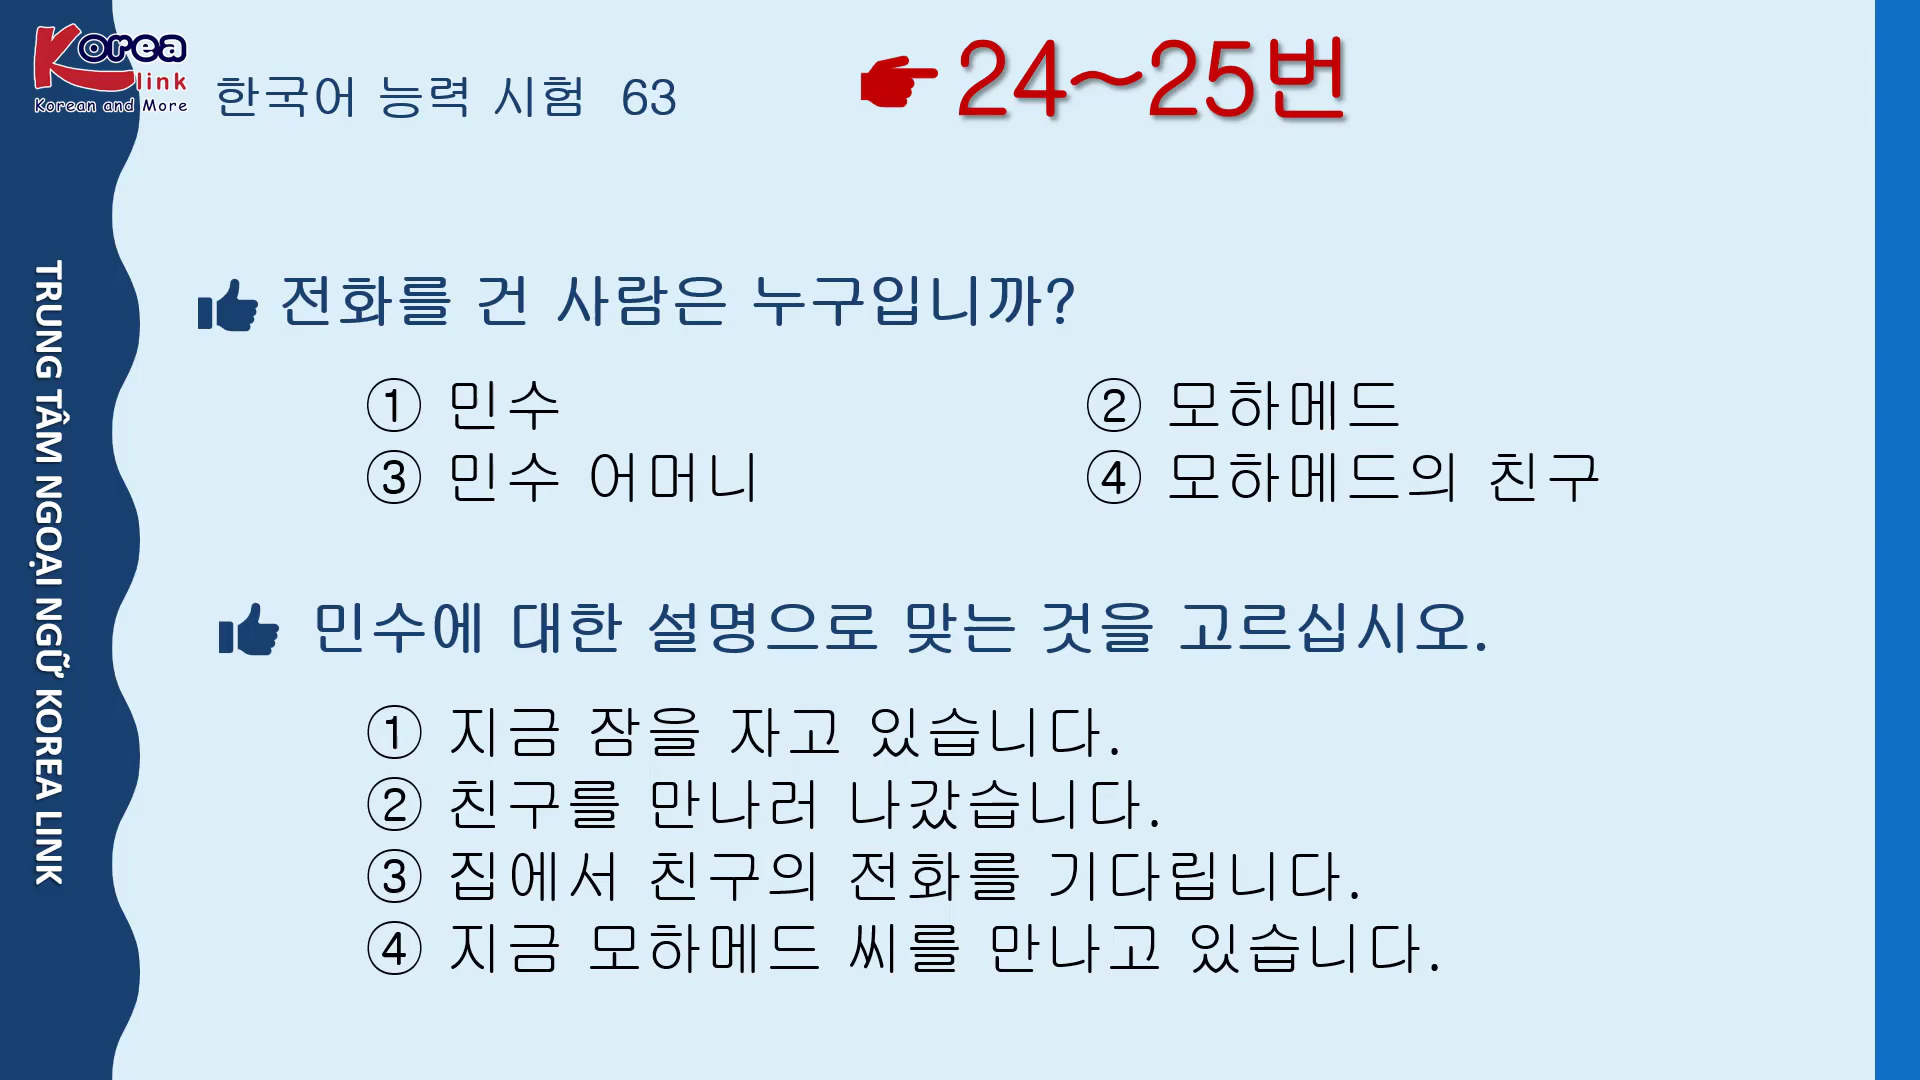 Korea
link
Korean and More
한국어 능력 시험 63
24~25번
전화를 건 사람은 누구입니까?
① 민수 ② 모하메드
③ 민수 어머니 ④ 모하메드의 친구
민수에 대한 설명으로 맞는 것을 고르십시오.
① 지금 잠을 자고 있습니다.
② 친구를 만나러 나갔습니다.
③ 집에서 친구의 전화를 기다립니다.
④ 지금 모하메드 씨를 만나고 있습니다.
TRUNG TÂM NGOẠI NGỮ KOREA LINK